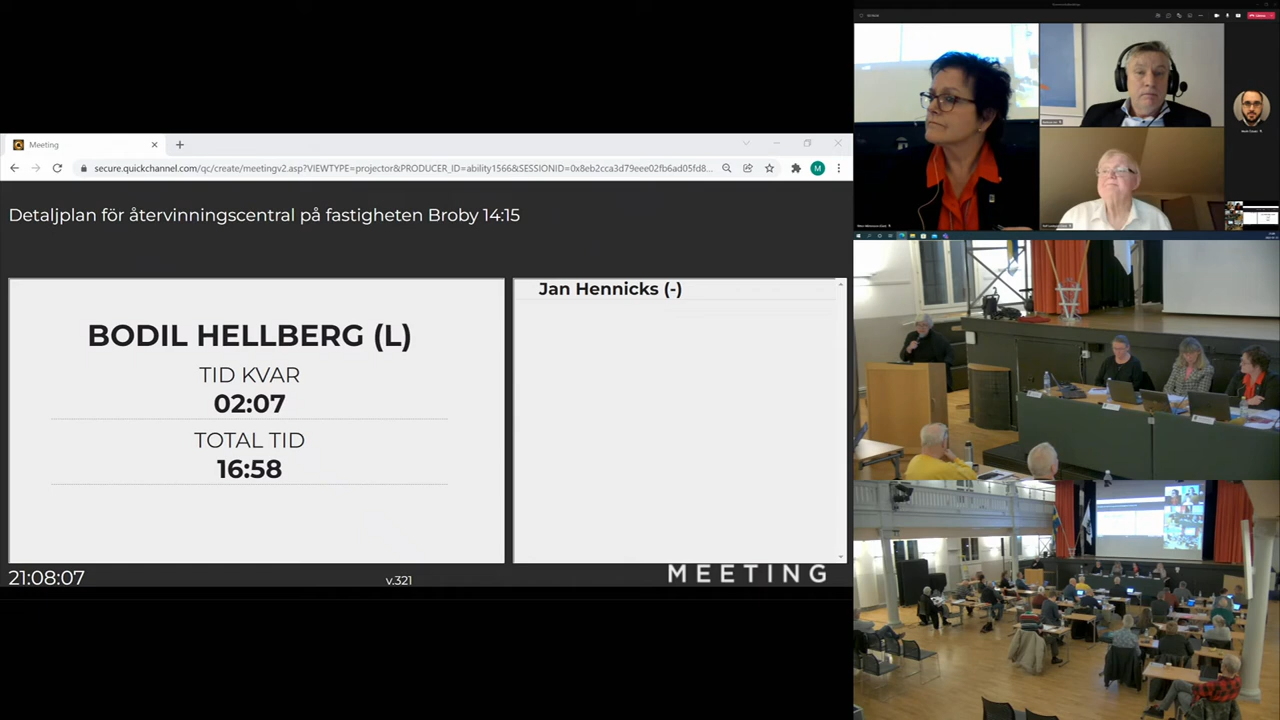 Meeting
secure.quickchannel.com/qc/create/meetingv2.asp?VIEWTYPE=projector&PRODUCER_ID=ability1566&SESSIONID=0x8eb2cca3d79eee02fb6ad05fd8...
M
Detaljplan för återvinningscentral på fastigheten Broby 14:15
BODIL HELLBERG (L)
TID KVAR
02:07
TOTAL TID
16:58
Jan Hennicks (-)
21:08:07
v.321
MEETING